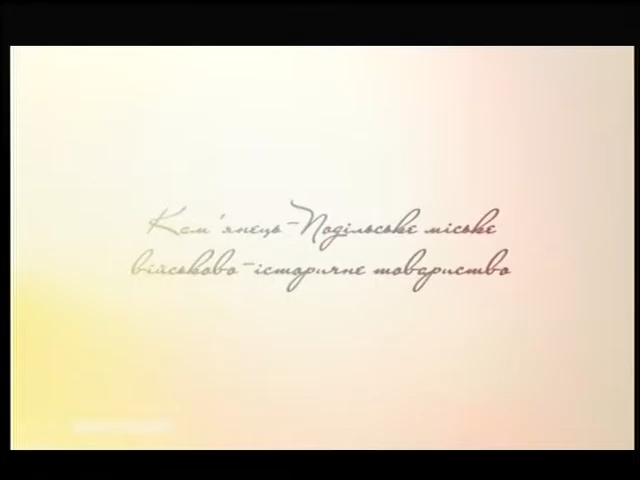 Кам'янець-Подільське міське
військово-історичне товариство